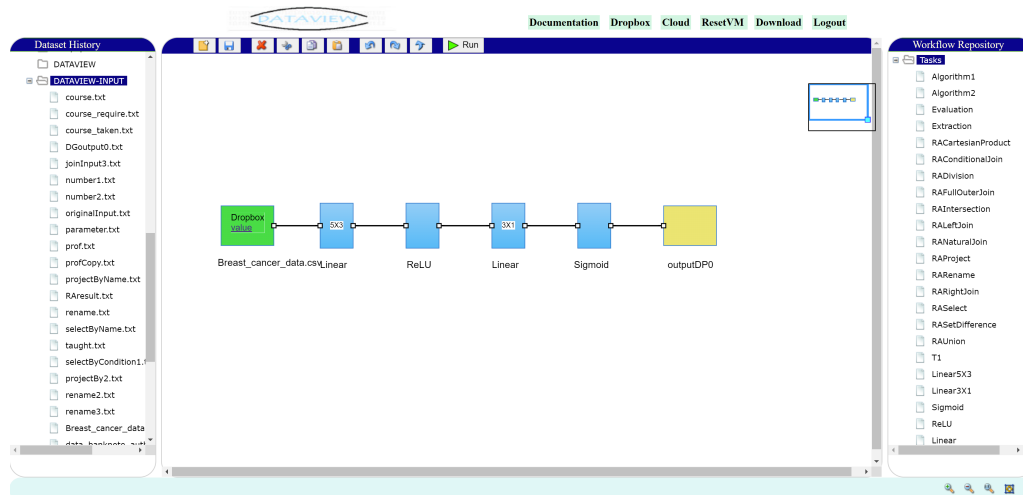 DATAVIEW
Documentation Dropbox Cloud ResetVM Download Logout
Dataset History
DATAVIEW
DATAVIEW-INPUT
course.txt
course_require.txt
course_taken.txt
DGoutput0.txt
joinInput3.txt
number1.txt
number2.txt
originalInput.txt
parameter.txt
prof.txt
profCopy.txt
projectByName.txt
RAresult.txt
rename.txt
selectByName.txt
taught.txt
selectByCondition1.t
projectBy2.txt
rename2.txt
rename3.txt
Breast_cancer_data
data_banknote_auth
Run
Dropbox
value
5X3
3X1
Breast_cancer_data.csv
Linear
ReLU
Linear
Sigmoid
outputDP0
Workflow Repository
Tasks
Algorithm1
Algorithm2
Evaluation
Extraction
RACartesianProduct
RAConditionalJoin
RADivision
RAFullOuterJoin
RAIntersection
RALeftJoin
RANaturalJoin
RAProject
RARename
RARightJoin
RASelect
RASetDifference
RAUnion
T1
Linear5X3
Linear3X1
Sigmoid
ReLU
Linear